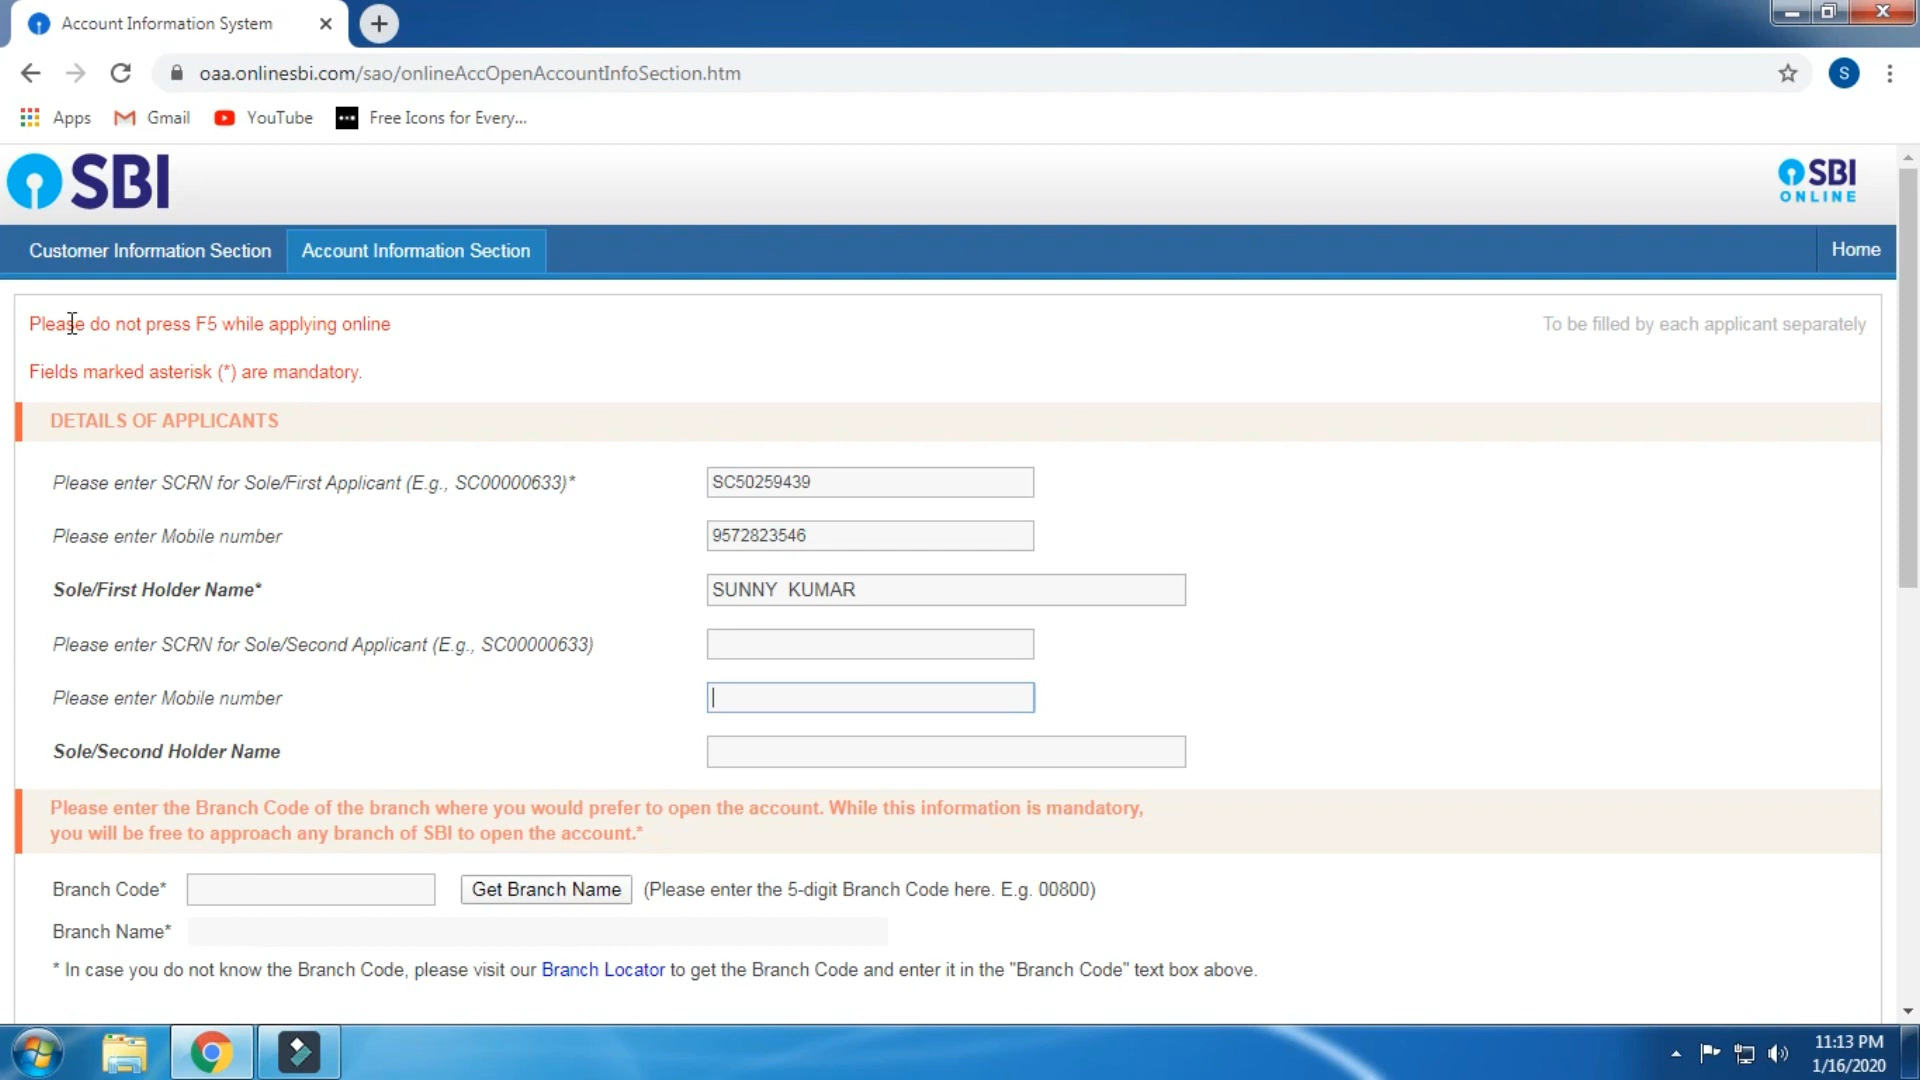 Account Information System
oaa.onlinesbi.com/sao/onlineAccOpenAccountInfoSection.htm
S
Apps
Gmail
YouTube
Free Icons for Every...
SBI
SBI
ONLINE
Customer Information Section
Account Information Section
Home
Please do not press F5 while applying online
To be filled by each applicant separately
Fields marked asterisk (*) are mandatory.
DETAILS OF APPLICANTS
Please enter SCRN for Sole/First Applicant (E.g., SC00000633)*
SC50259439
Please enter Mobile number
9572823546
Sole/First Holder Name*
SUNNY  KUMAR
Please enter SCRN for Sole/Second Applicant (E.g., SC00000633)
Please enter Mobile number
Sole/Second Holder Name
Please enter the Branch Code of the branch where you would prefer to open the account. While this information is mandatory,
you will be free to approach any branch of SBI to open the account.*
Branch Code*
Get Branch Name
(Please enter the 5-digit Branch Code here. E.g. 00800)
Branch Name*
* In case you do not know the Branch Code, please visit our Branch Locator to get the Branch Code and enter it in the "Branch Code" text box above.
11:13 PM
1/16/2020